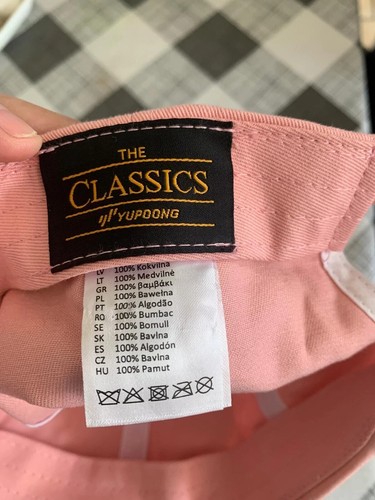 THE
CLASSICS
YUPOONG
LV 100% Kokvilna
LT 100% Medvilnė
GR 100% βαμβάκι
PL 100% Bawełna
PT 100% Algodão
RO 100% Bumbac
SE 100% Bomull
SK 100% Bavlna
ES 100% Algodón
CZ 100% Bavlna
HU 100% Pamut